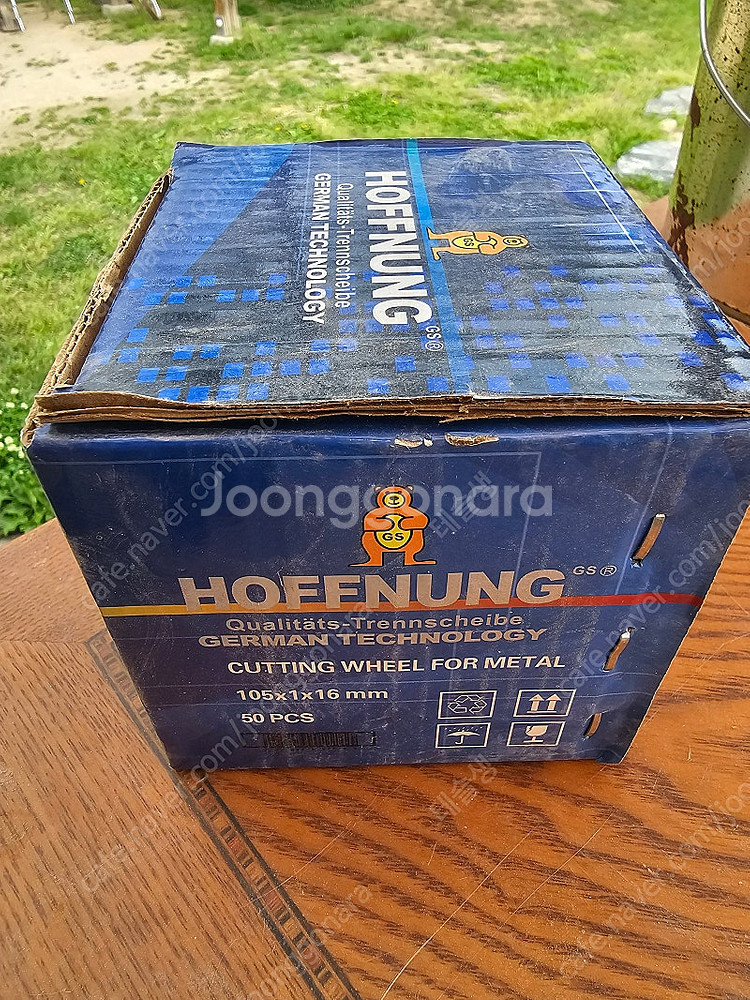 HOFFNUNG
GS®
Qualitäts-Trennscheibe
GERMAN TECHNOLOGY
GS
Joonggonara
GS
HOFFNUNG
GS®
Qualitäts-Trennscheibe
GERMAN TECHNOLOGY
CUTTING WHEEL FOR METAL
105x1x16 mm
50 PCS